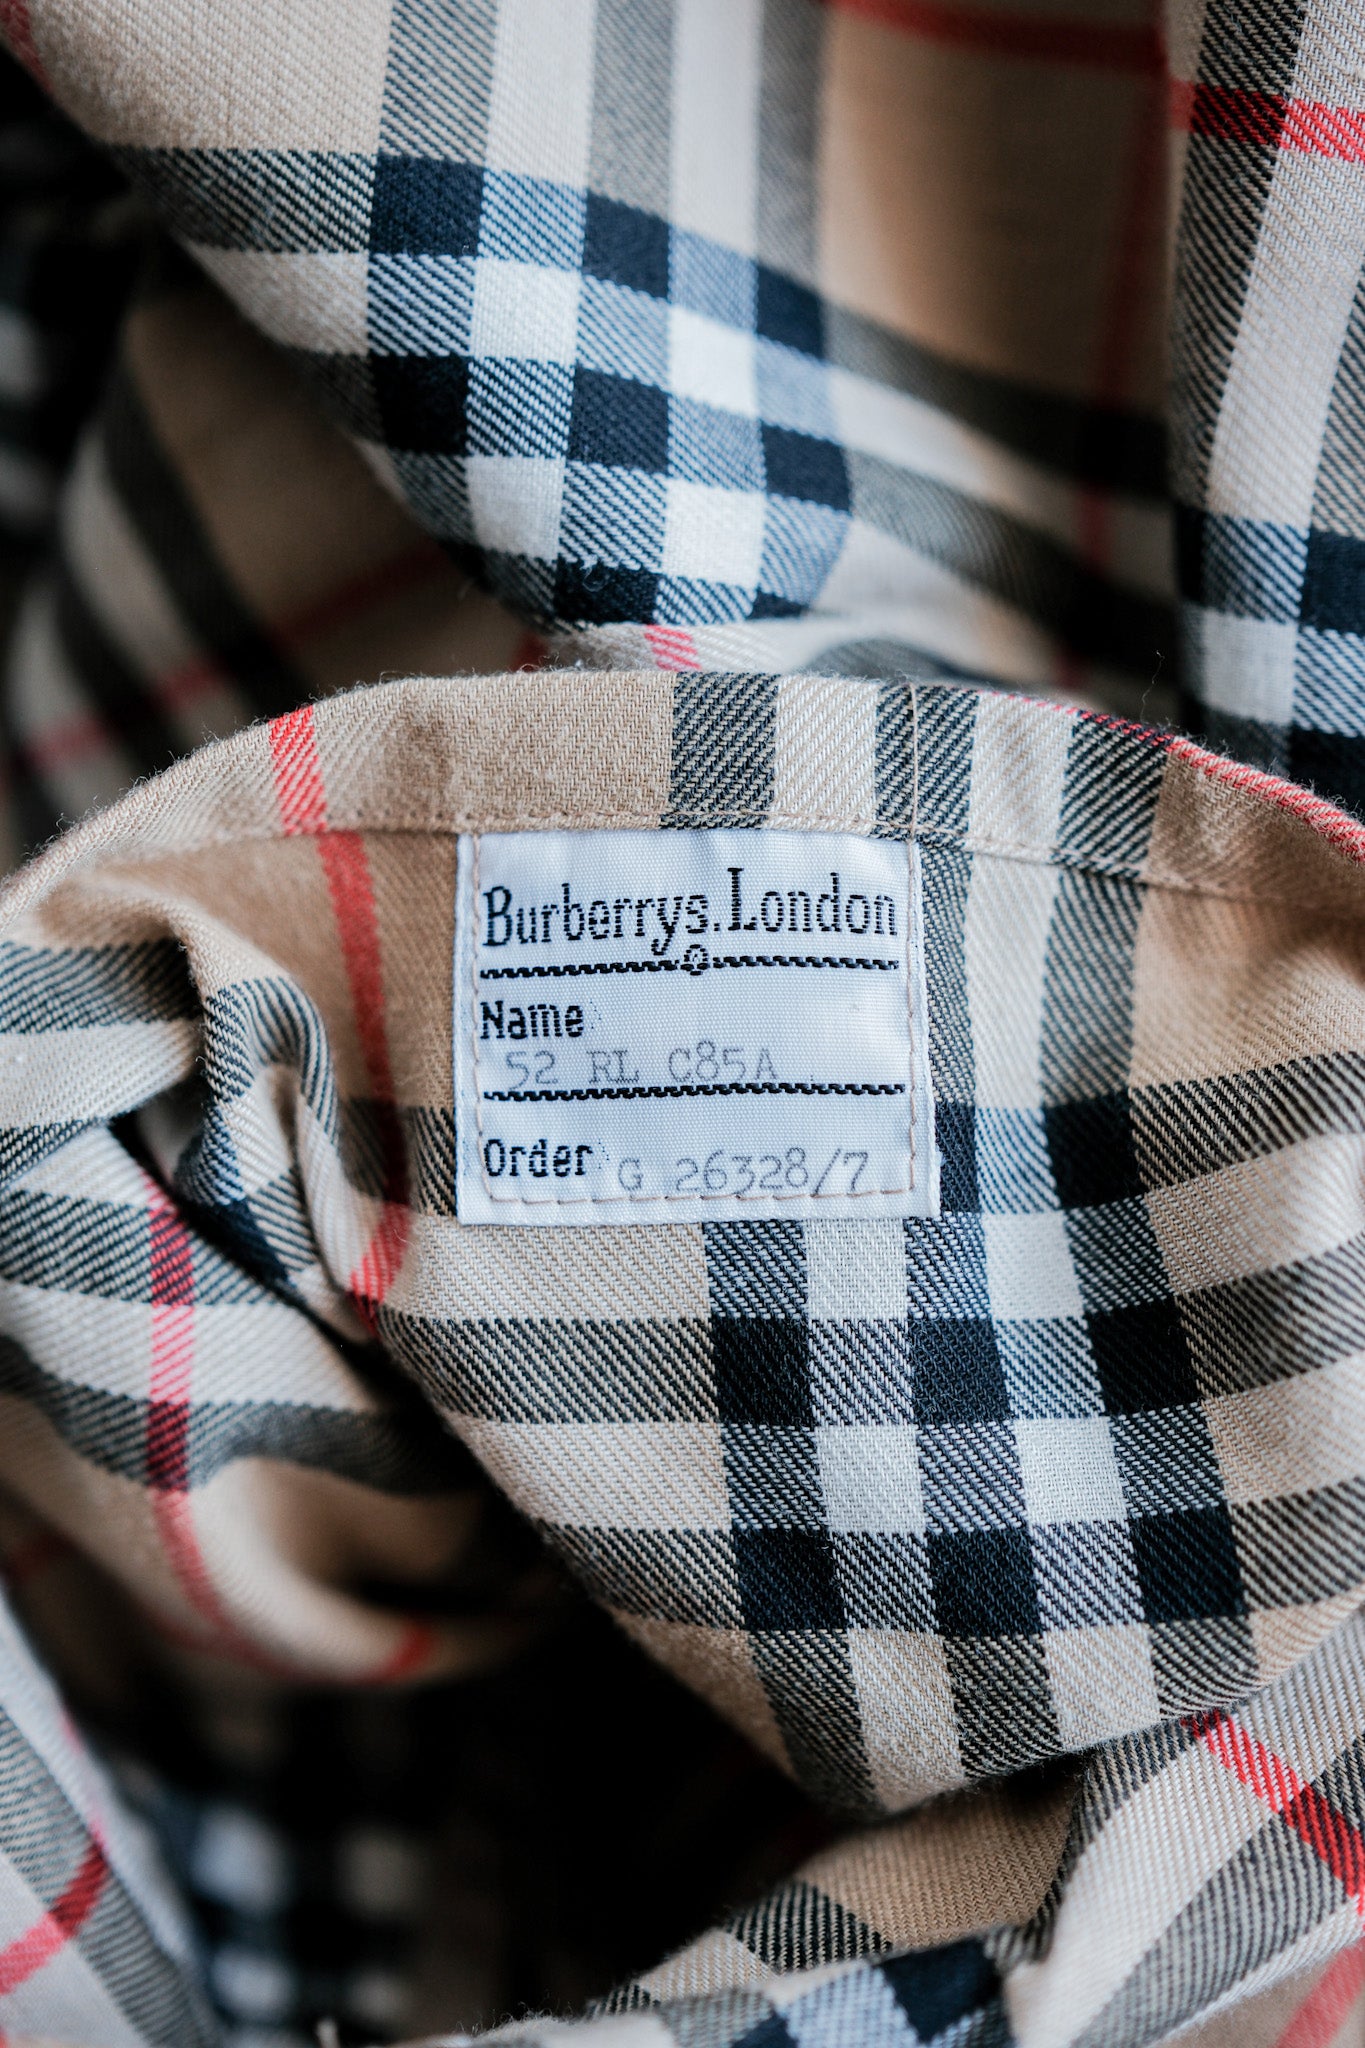 Burberrys. London
Name
52 RL C85A
Order G 26328/7